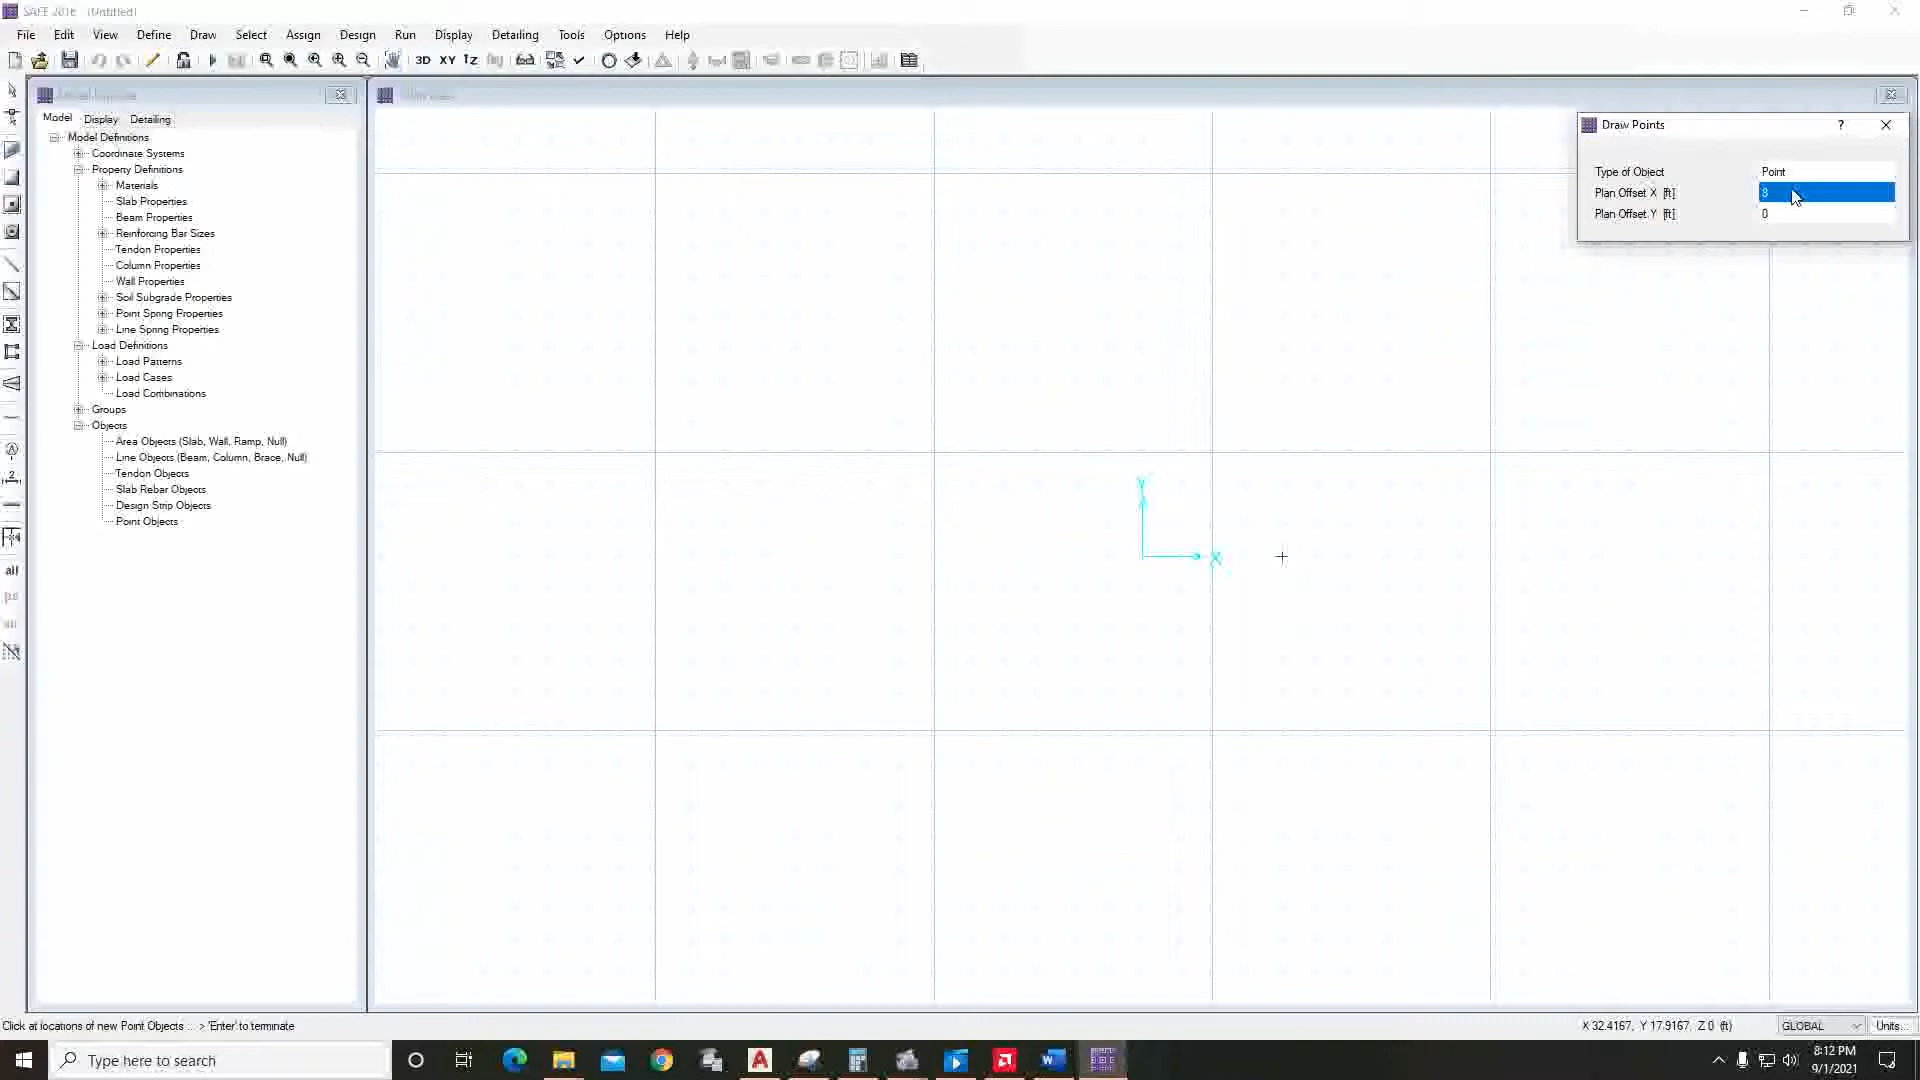 SAFE 2016 (Untitled)
File Edit View Define Draw Select Assign Design Run Display Detailing Tools Options Help
3D XY
Model Display Detailing
Model Definitions
Coordinate Systems
Property Definitions
Materials
Slab Properties
Beam Properties
Reinforcing Bar Sizes
Tendon Properties
Column Properties
Wall Properties
Soil Subgrade Properties
Point Spring Properties
Line Spring Properties
Load Definitions
Load Patterns
Load Cases
Load Combinations
Groups
Objects
Area Objects (Slab, Wall, Ramp, Null)
Line Objects (Beam, Column, Brace, Null)
Tendon Objects
Slab Rebar Objects
Design Strip Objects
Point Objects
all
Y
X
Draw Points ?
Type of Object Point
Plan Offset X [ft] 3
Plan Offset Y [ft] 0
Click at locations of new Point Objects ... > 'Enter' to terminate
X 32.4167, Y 17.9167, Z 0 (ft) GLOBAL Units...
Type here to search
8:12 PM
9/1/2021